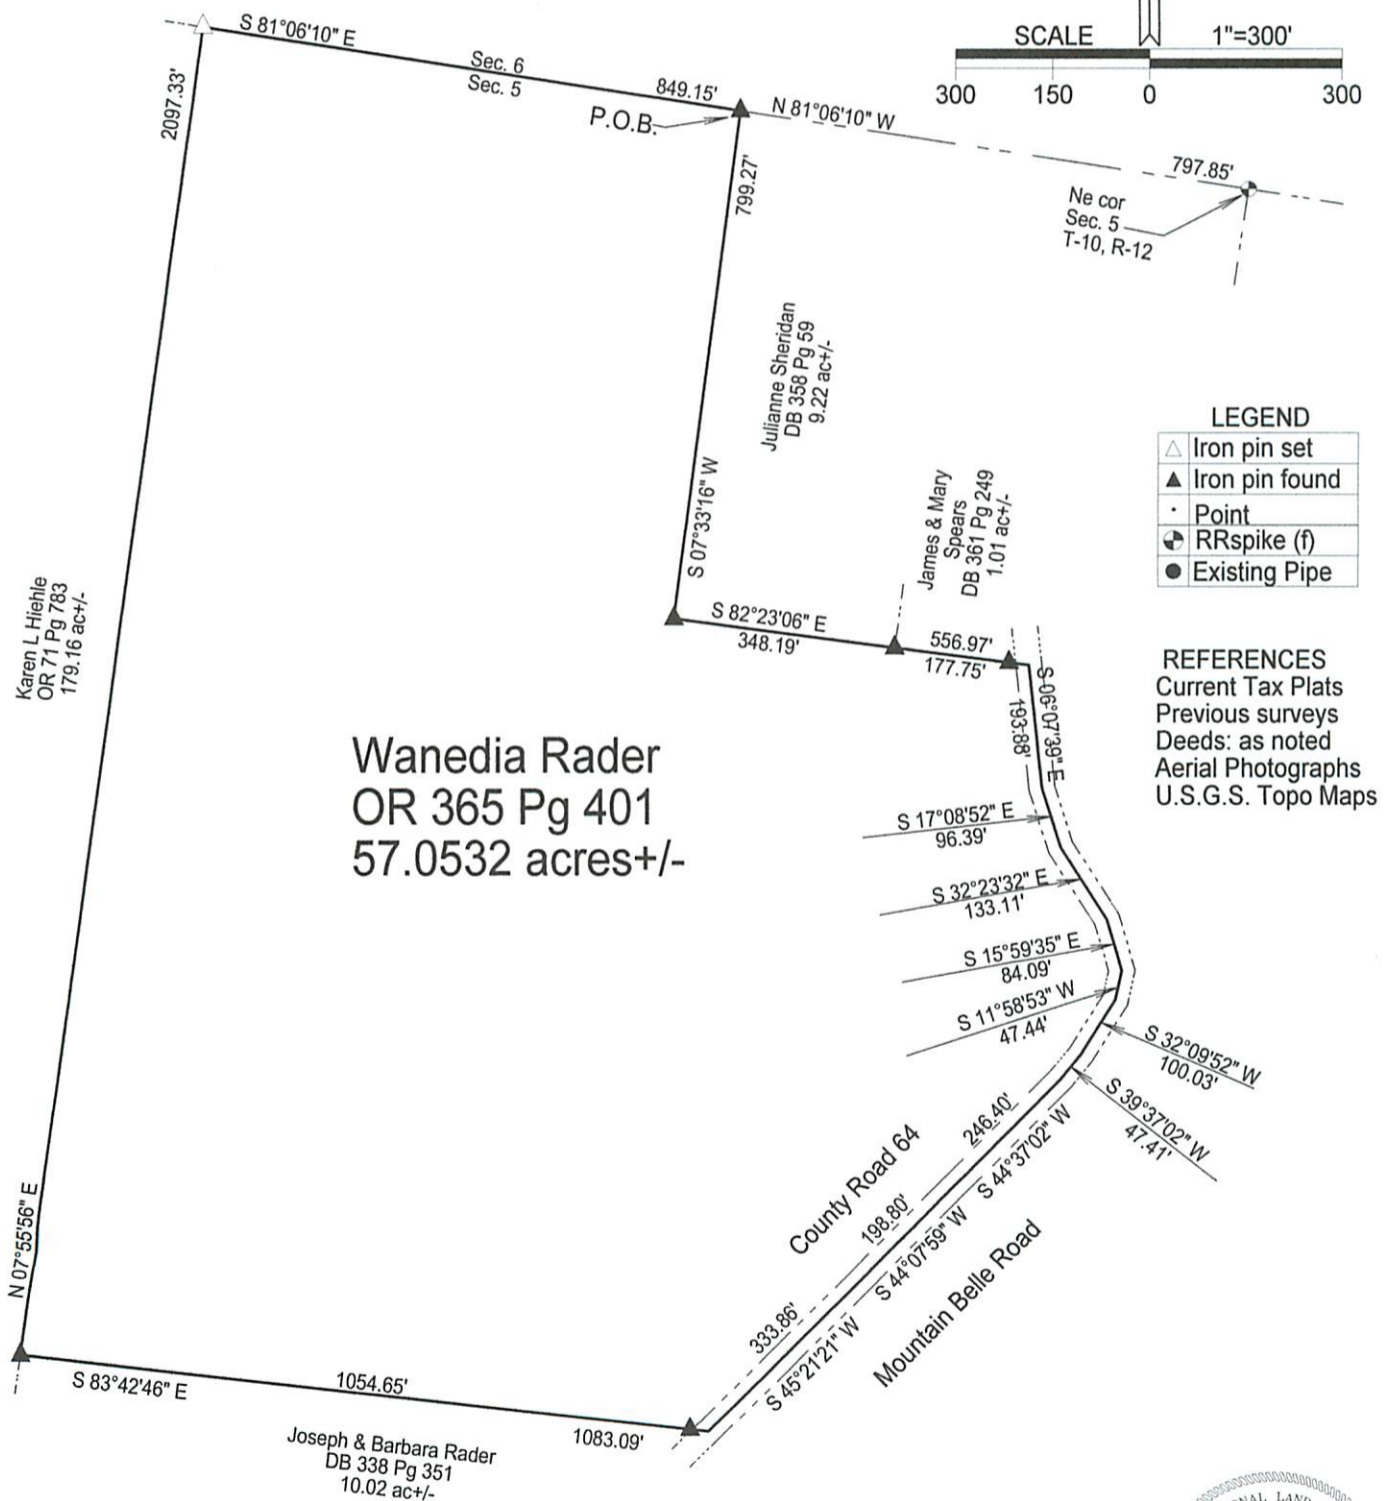 S 81°06'10" E
Sec. 6
Sec. 5
849.15'
P.O.B.
N 81°06'10" W
797.85'
SCALE 1"=300'
300 150 0 300
Ne cor
Sec. 5
T-10, R-12
2097.33'
799.27'
Julianne Sheridan
DB 358 Pg 59
9.22 ac+/-
S 07°33'16" W
LEGEND
Iron pin set
Iron pin found
Point
RRspike (f)
Existing Pipe
James & Mary
Spears
DB 361 Pg 249
1.01 ac+/-
S 82°23'06" E
348.19'
556.97'
177.75'
REFERENCES
Current Tax Plats
Previous surveys
Deeds: as noted
Aerial Photographs
U.S.G.S. Topo Maps
Karen L Hiehle
OR 71 Pg 783
179.16 ac+/-
Wanedia Rader
OR 365 Pg 401
57.0532 acres+/-
S 06°07'39" E
193.88'
S 17°08'52" E
96.39'
S 32°23'32" E
133.11'
S 15°59'35" E
84.09'
S 11°58'53" W
47.44'
S 32°09'52" W
100.03'
S 39°37'02" W
47.41'
246.40'
S 44°37'02" W
County Road 64
198.80'
S 44°07'59" W
Mountain Belle Road
333.86'
S 45°21'21" W
N 07°55'56" E
S 83°42'46" E
1054.65'
1083.09'
Joseph & Barbara Rader
DB 338 Pg 351
10.02 ac+/-